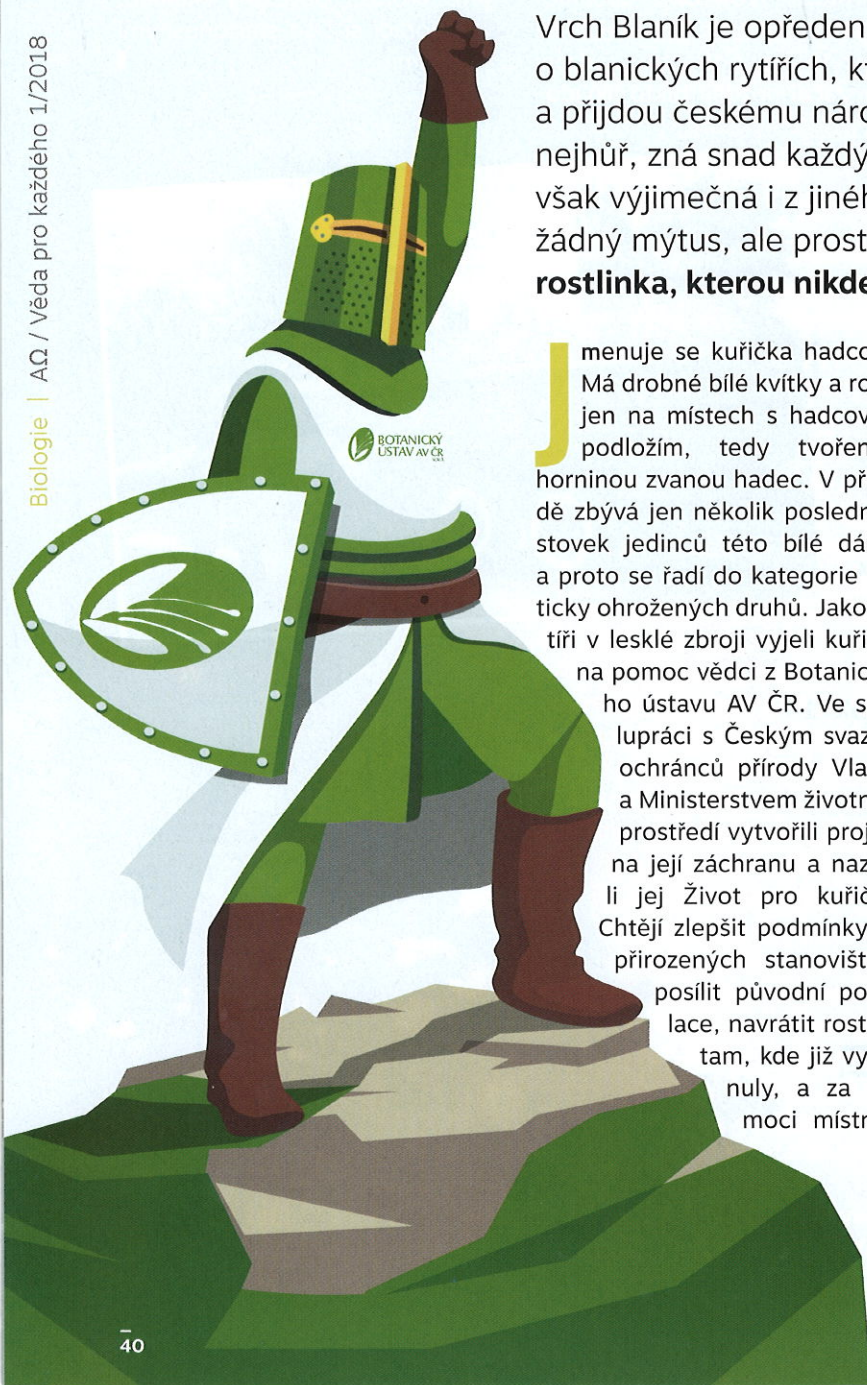 Biologie | AΩ / Věda pro každého 1/2018
Vrch Blaník je opředen
o blanických rytířích, kt
a přijdou českému náro
nejhůř, zná snad každý
však výjimečná i z jinéh
žádný mýtus, ale prost
rostlinka, kterou nikde
Jmenuje se kuřička hadco
Má drobné bílé kvítky a ro
jen na místech s hadcov
podložím, tedy tvořen
horninou zvanou hadec. V př
dě zbývá jen několik posledn
stovek jedinců této bílé dá
a proto se řadí do kategorie
ticky ohrožených druhů. Jako
tíři v lesklé zbroji vyjeli kuři
na pomoc vědci z Botanic
ho ústavu AV ČR. Ve s
lupráci s Českým svaz
ochránců přírody Vla
a Ministerstvem životn
prostředí vytvořili proj
na její záchranu a naz
li jej Život pro kuřič
Chtějí zlepšit podmínky
přirozených stanovišt
posílit původní po
lace, navrátit rost
tam, kde již vy
nuly, a za
moci místn
BOTANICKÝ
ÚSTAV AV ČR
40